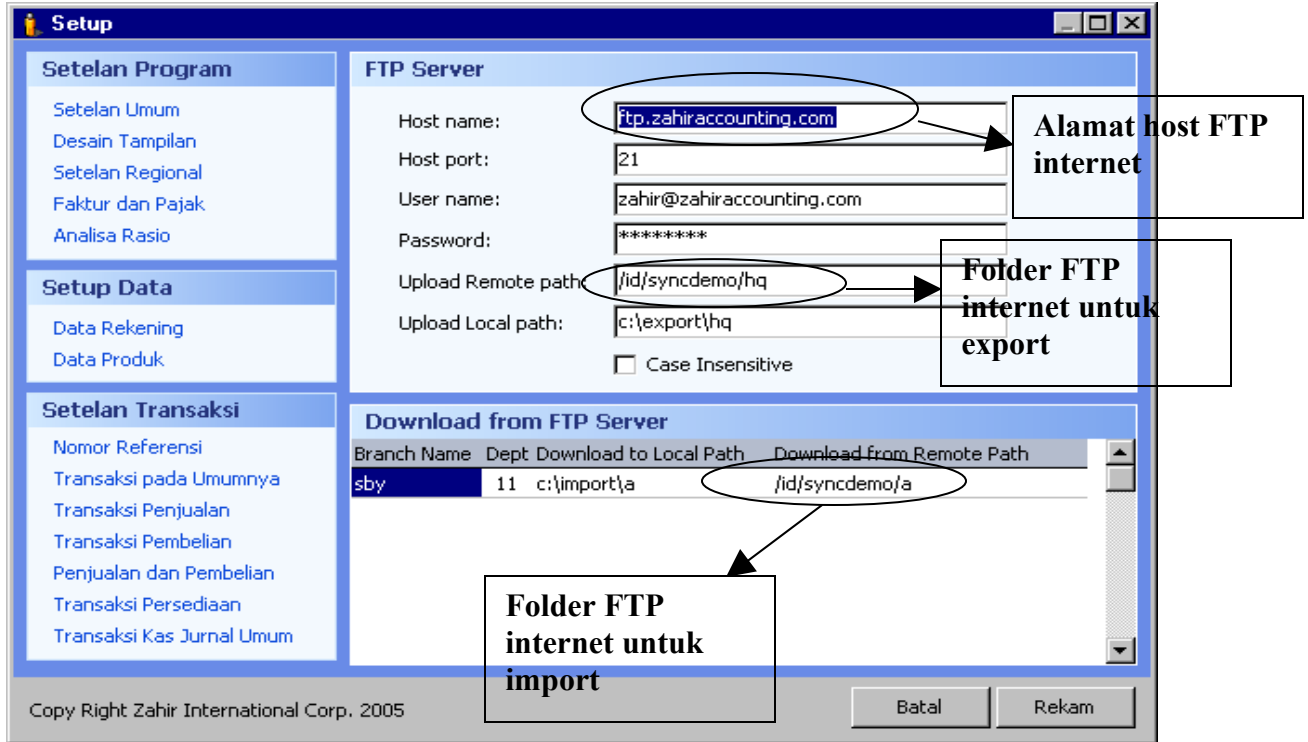 Setup
Setelan Program
Setelan Umum
Desain Tampilan
Setelan Regional
Faktur dan Pajak
Analisa Rasio
Setup Data
Data Rekening
Data Produk
Setelan Transaksi
Nomor Referensi
Transaksi pada Umumnya
Transaksi Penjualan
Transaksi Pembelian
Penjualan dan Pembelian
Transaksi Persediaan
Transaksi Kas Jurnal Umum
FTP Server
Host name: ftp.zahiraccounting.com
Host port: 21
User name: zahir@zahiraccounting.com
Password: ********
Upload Remote path: /id/syncdemo/hq
Upload Local path: c:\export\hq
Case Insensitive
Alamat host FTP
internet
Folder FTP
internet untuk
export
Download from FTP Server
Branch Name Dept Download to Local Path Download from Remote Path
sby 11 c:\import\a /id/syncdemo/a
Folder FTP
internet untuk
import
Copy Right Zahir International Corp. 2005
Batal
Rekam